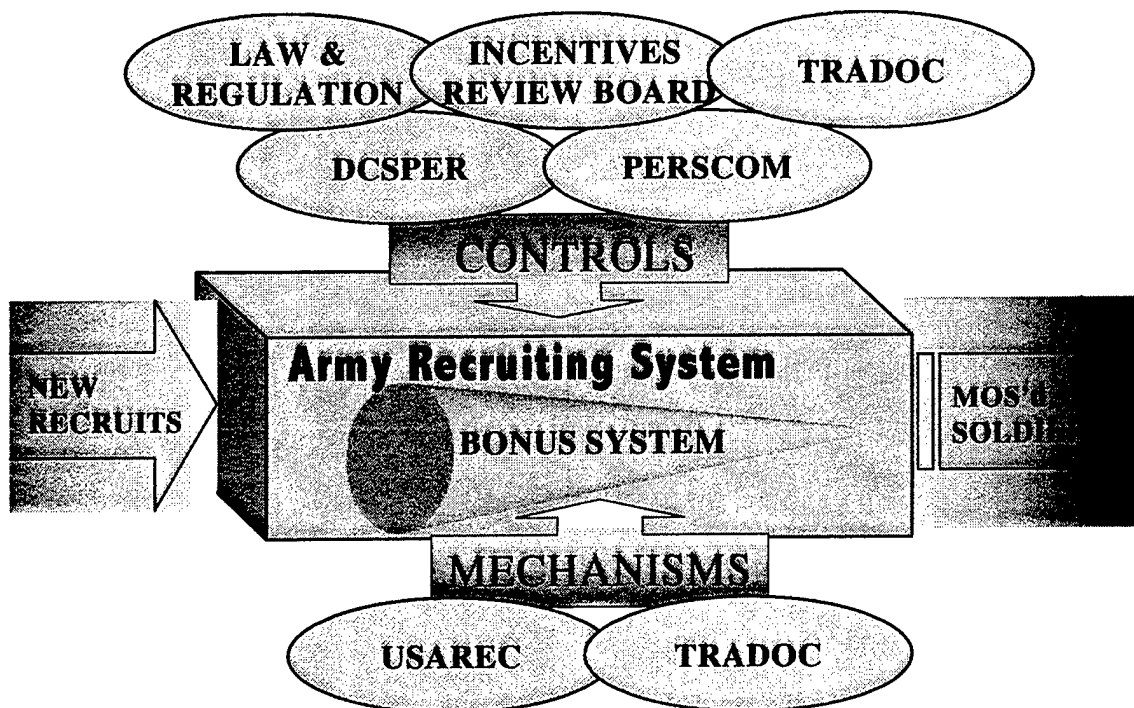 LAW &
REGULATION
INCENTIVES
REVIEW BOARD
TRADOC
DCSPER
PERSCOM
CONTROLS
Army Recruiting System
NEW
RECRUITS
BONUS SYSTEM
MOS'd
MECHANISMS
USAREC
TRADOC